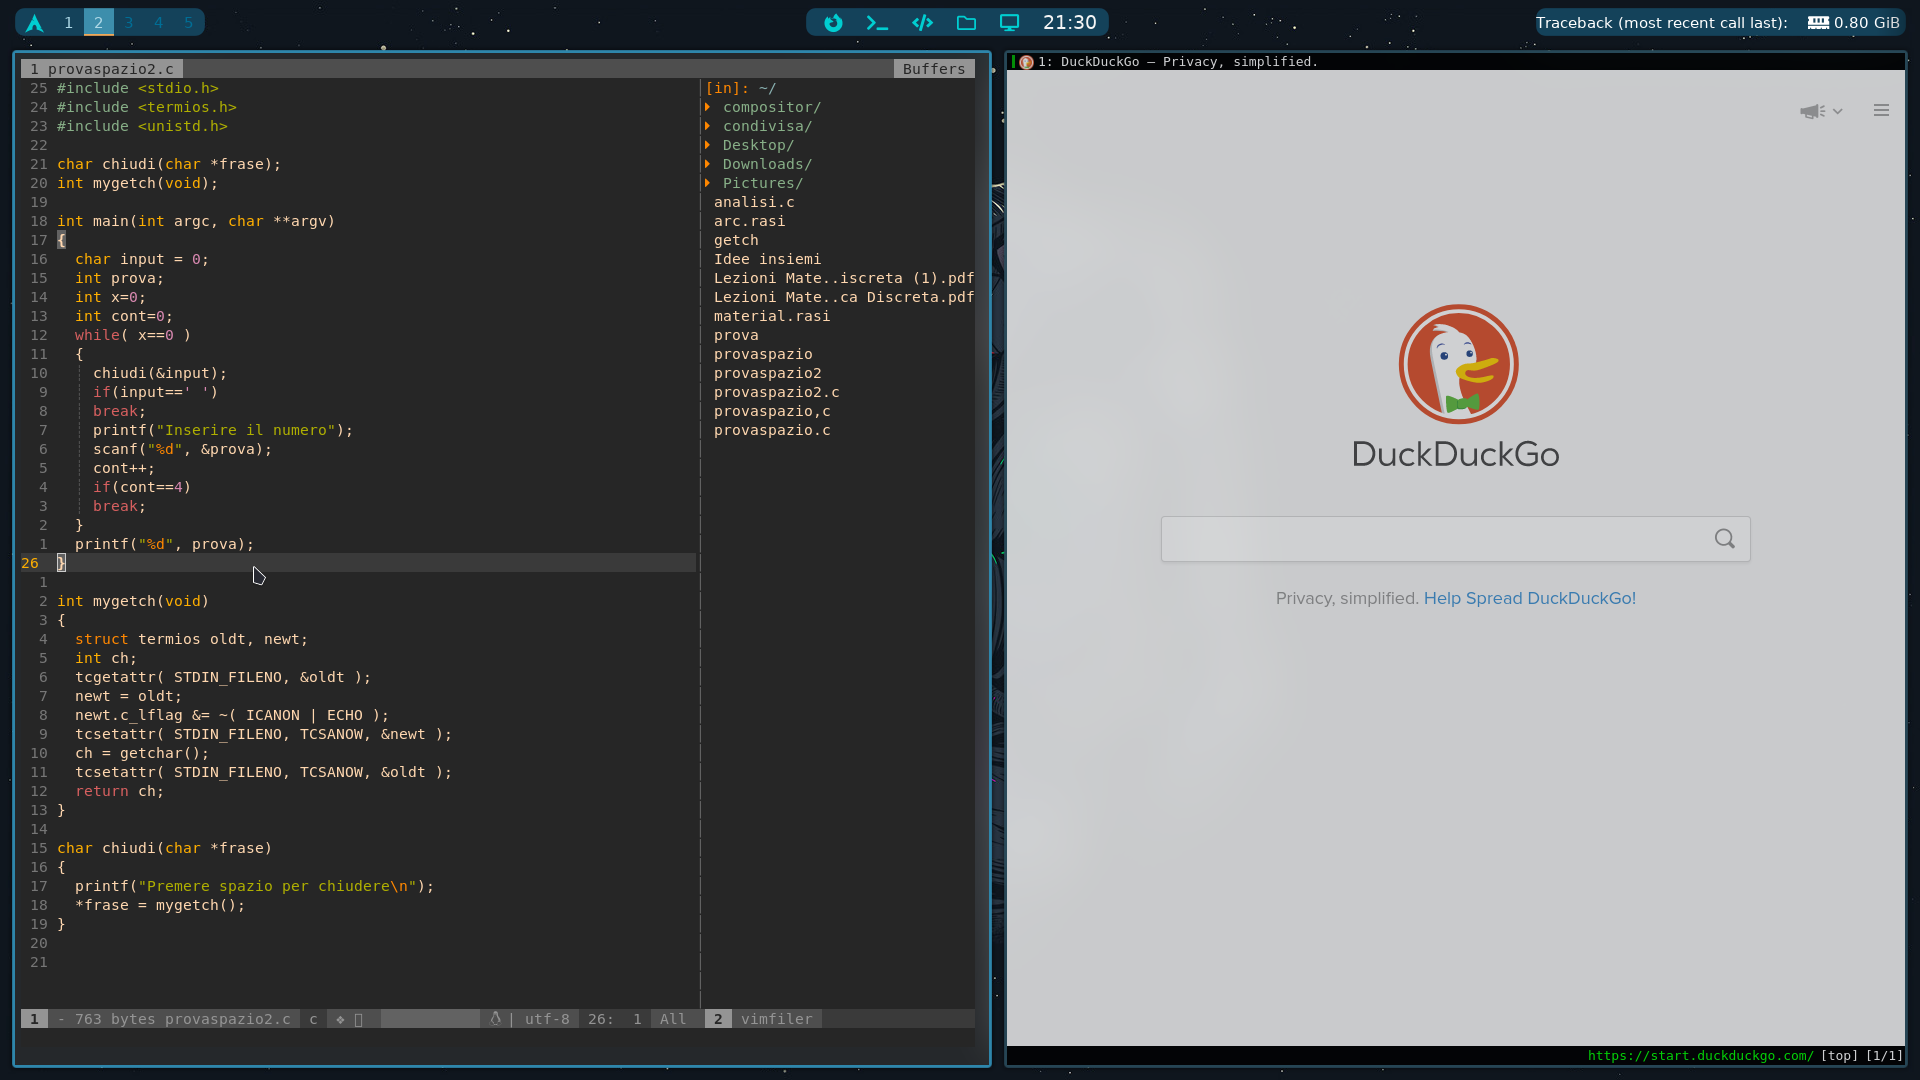 1 2 3 4 5
21:30
Traceback (most recent call last): 0.80 GiB
1 provaspazio2.c Buffers
25 #include <stdio.h>
24 #include <termios.h>
23 #include <unistd.h>
22
21 char chiudi(char *frase);
20 int mygetch(void);
19
18 int main(int argc, char **argv)
17 {
16 char input = 0;
15 int prova;
14 int x=0;
13 int cont=0;
12 while( x==0 )
11 {
10 chiudi(&input);
9 if(input==' ')
8 break;
7 printf("Inserire il numero");
6 scanf("%d", &prova);
5 cont++;
4 if(cont==4)
3 break;
2 }
1 printf("%d", prova);
26 }
1
2 int mygetch(void)
3 {
4 struct termios oldt, newt;
5 int ch;
6 tcgetattr( STDIN_FILENO, &oldt );
7 newt = oldt;
8 newt.c_lflag &= ~( ICANON | ECHO );
9 tcsetattr( STDIN_FILENO, TCSANOW, &newt );
10 ch = getchar();
11 tcsetattr( STDIN_FILENO, TCSANOW, &oldt );
12 return ch;
13 }
14
15 char chiudi(char *frase)
16 {
17 printf("Premere spazio per chiudere\n");
18 *frase = mygetch();
19 }
20
21
[in]: ~/
compositor/
condivisa/
Desktop/
Downloads/
Pictures/
analisi.c
arc.rasi
getch
Idee insiemi
Lezioni Mate..iscreta (1).pdf
Lezioni Mate..ca Discreta.pdf
material.rasi
prova
provaspazio
provaspazio2
provaspazio2.c
provaspazio,c
provaspazio.c
1 - 763 bytes provaspazio2.c c ❖ | utf-8 26: 1 All 2 vimfiler
1: DuckDuckGo — Privacy, simplified.
DuckDuckGo
Privacy, simplified. Help Spread DuckDuckGo!
https://start.duckduckgo.com/ [top] [1/1]